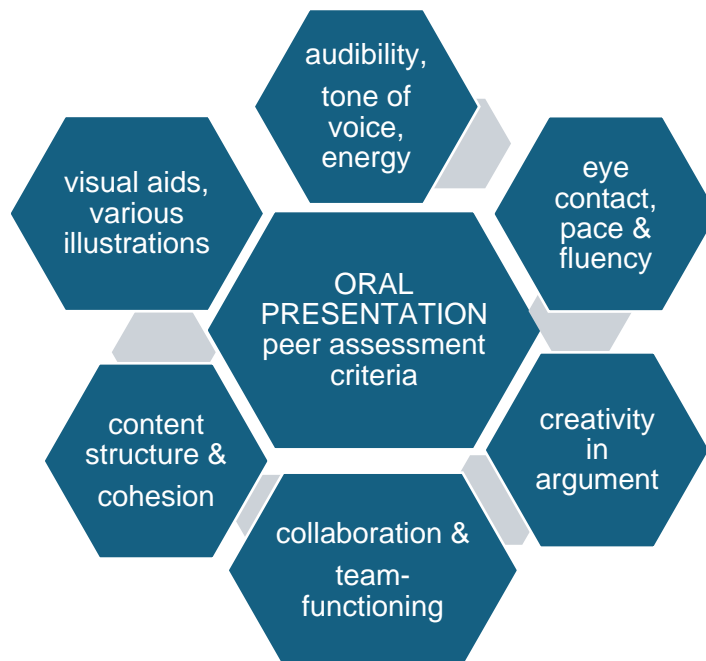 audibility,
tone of
voice,
energy
eye
contact,
pace &
fluency
creativity
in
argument
collaboration &
team-
functioning
content
structure &
cohesion
visual aids,
various
illustrations
ORAL
PRESENTATION
peer assessment
criteria